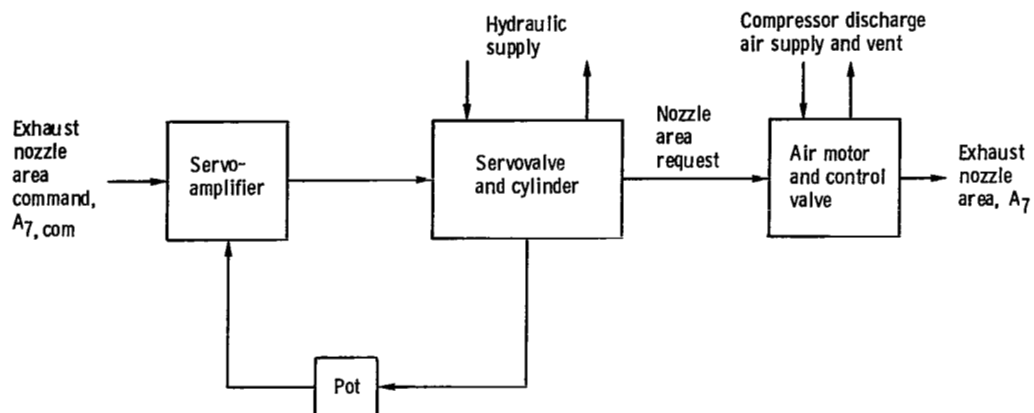 Hydraulic
supply
Compressor discharge
air supply and vent
Exhaust
nozzle
area
command,
A7, com
Servo-
amplifier
Servovalve
and cylinder
Nozzle
area
request
Air motor
and control
valve
Exhaust
nozzle
area, A7
Pot